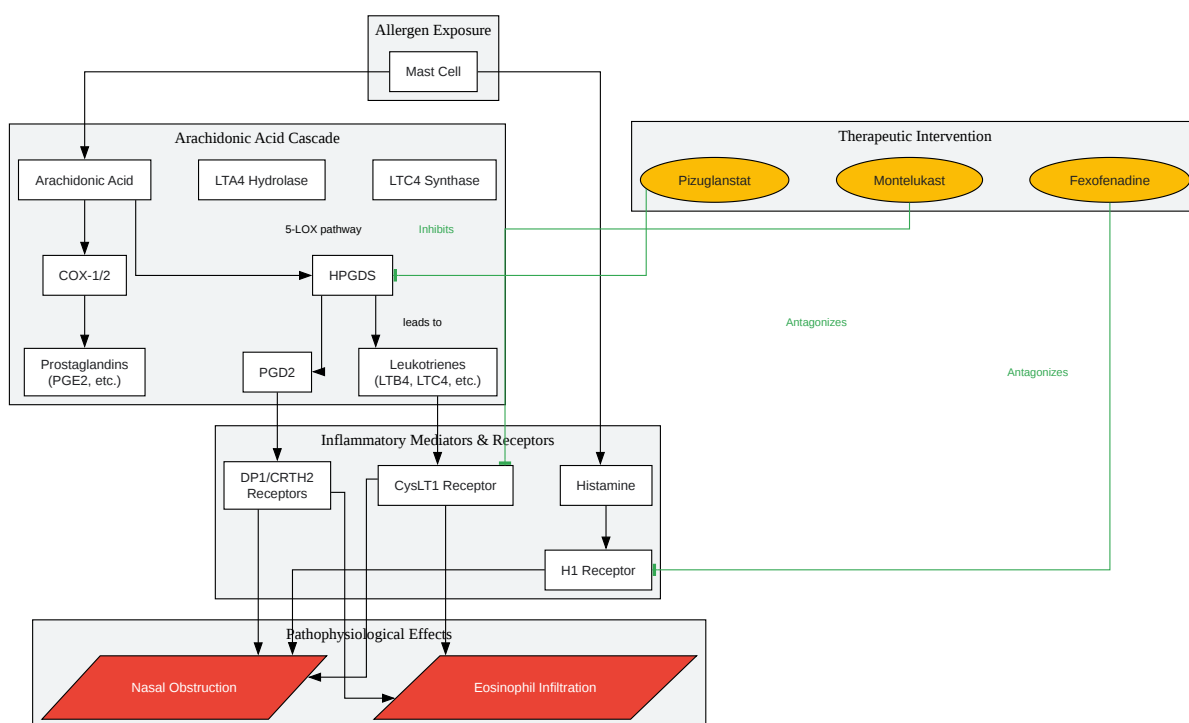 Allergen Exposure
Mast Cell
Arachidonic Acid Cascade
Therapeutic Intervention
Arachidonic Acid
LTA4 Hydrolase
LTC4 Synthase
Pizuglanstat
Montelukast
Fexofenadine
5-LOX pathway
Inhibits
COX-1/2
HPGDS
leads to
Antagonizes
Prostaglandins
(PGE2, etc.)
PGD2
Leukotrienes
(LTB4, LTC4, etc.)
Antagonizes
Inflammatory Mediators & Receptors
DP1/CRTH2
Receptors
CysLT1 Receptor
Histamine
H1 Receptor
Pathophysiological Effects
Nasal Obstruction
Eosinophil Infiltration